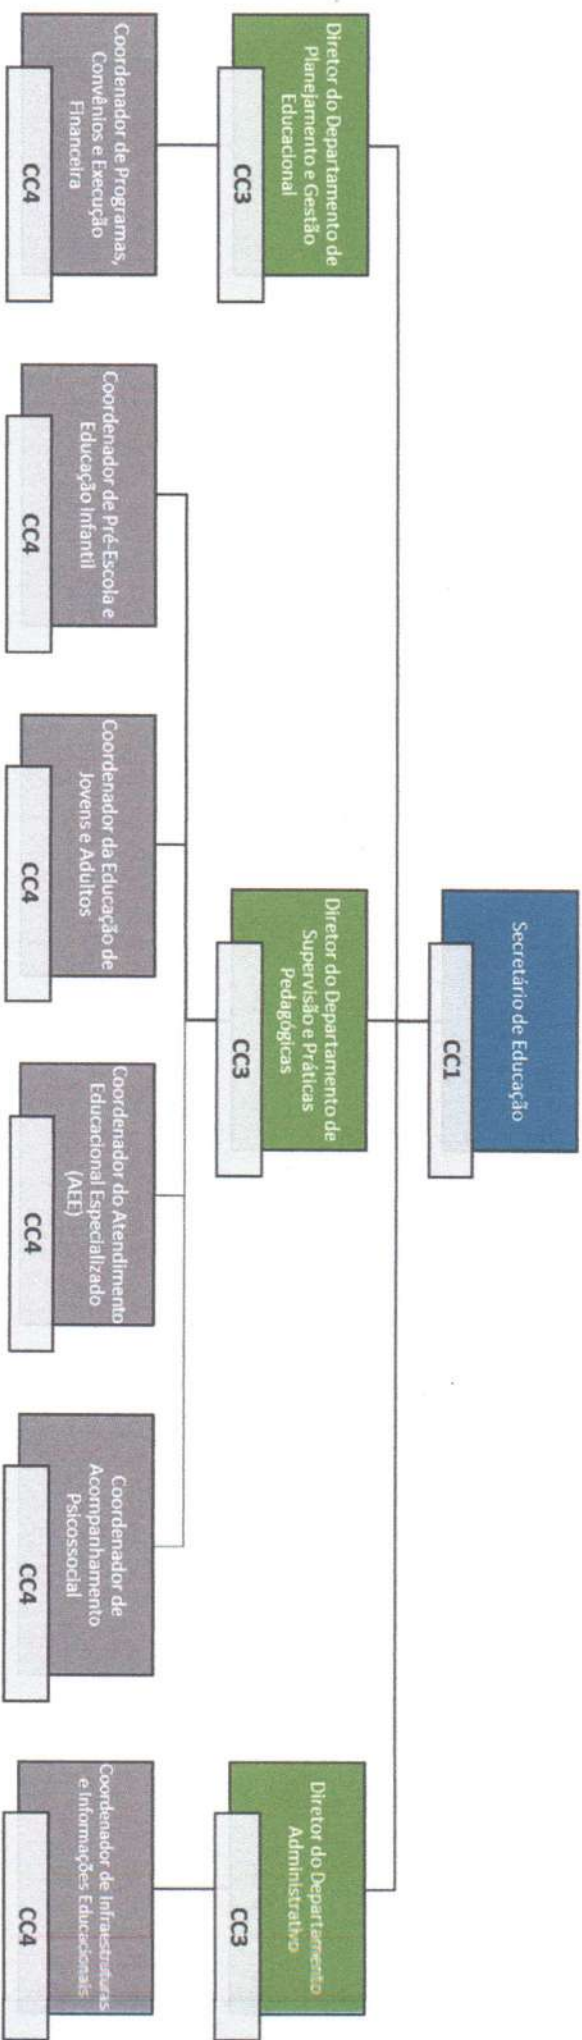 Secretário de Educação
CC1
Diretor do Departamento de
Planejamento e Gestão
Educacional
CC3
Diretor do Departamento de
Supervisão e Práticas
Pedagógicas
CC3
Diretor do Departamento
Administrativo
CC3
Coordenador de Programas,
Convênios e Execução
Financeira
CC4
Coordenador de Pré-Escola e
Educação Infantil
CC4
Coordenador da Educação de
Jovens e Adultos
CC4
Coordenador do Atendimento
Educacional Especializado
(AEE)
CC4
Coordenador de
Acompanhamento
Psicossocial
CC4
Coordenador de Infraestruturas
e Informações Educacionais
CC4